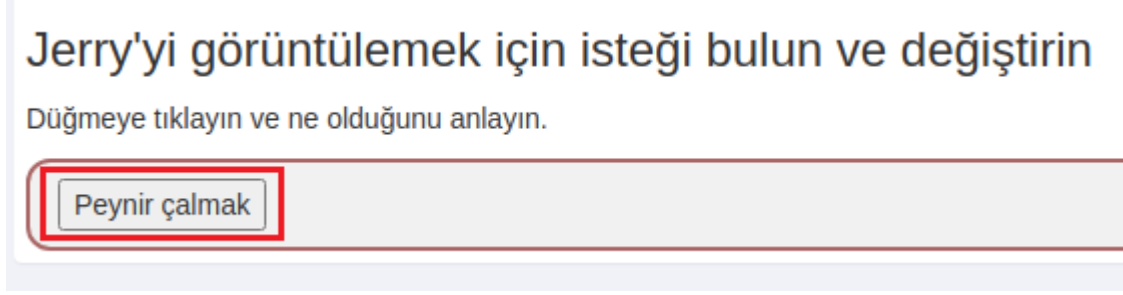 Jerry'yi görüntülemek için isteği bulun ve değiştirin
Düğmeye tıklayın ve ne olduğunu anlayın.
Peynir çalmak